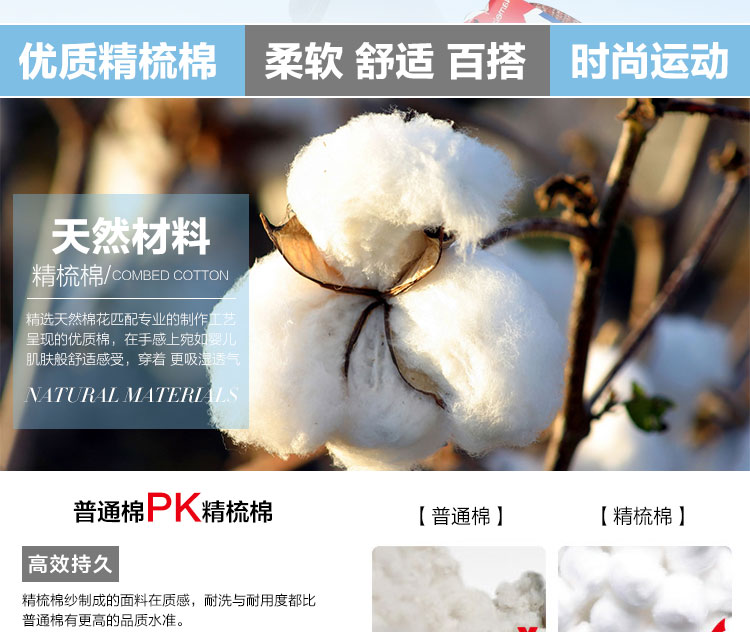 优质精梳棉
柔软 舒适 百搭
时尚运动
天然材料
精梳棉/COMBED COTTON
精选天然棉花匹配专业的制作工艺
呈现的优质棉，在手感上宛如婴儿
肌肤般舒适感受，穿着 更吸湿透气
NATURAL MATERIALS
普通棉PK精梳棉
【 普通棉 】
【 精梳棉 】
高效持久
精梳棉纱制成的面料在质感，耐洗与耐用度都比
普通棉有更高的品质水准。